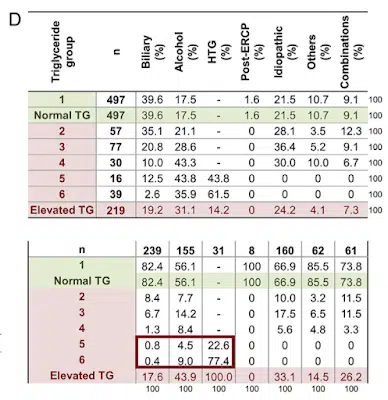 D
Triglyceride group n Biliary (%) Alcohol (%) HTG (%) Post-ERCP (%) Idiopathic (%) Others (%) Combinations (%)
1 497 39.6 17.5 - 1.6 21.5 10.7 9.1 100
Normal TG 497 39.6 17.5 - 1.6 21.5 10.7 9.1 100
2 57 35.1 21.1 - 0 28.1 3.5 12.3 100
3 77 20.8 28.6 - 0 36.4 5.2 9.1 100
4 30 10.0 43.3 - 0 30.0 10.0 6.7 100
5 16 12.5 43.8 43.8 0 0 0 0 100
6 39 2.6 35.9 61.5 0 0 0 0 100
Elevated TG 219 19.2 31.1 14.2 0 24.2 4.1 7.3 100
n 239 155 31 8 160 62 61
1 82.4 56.1 - 100 66.9 85.5 73.8
Normal TG 82.4 56.1 - 100 66.9 85.5 73.8
2 8.4 7.7 - 0 10.0 3.2 11.5
3 6.7 14.2 - 0 17.5 6.5 11.5
4 1.3 8.4 - 0 5.6 4.8 3.3
5 0.8 4.5 22.6 0 0 0 0
6 0.4 9.0 77.4 0 0 0 0
Elevated TG 17.6 43.9 100.0 0 33.1 14.5 26.2
100 100 100 100 100 100 100